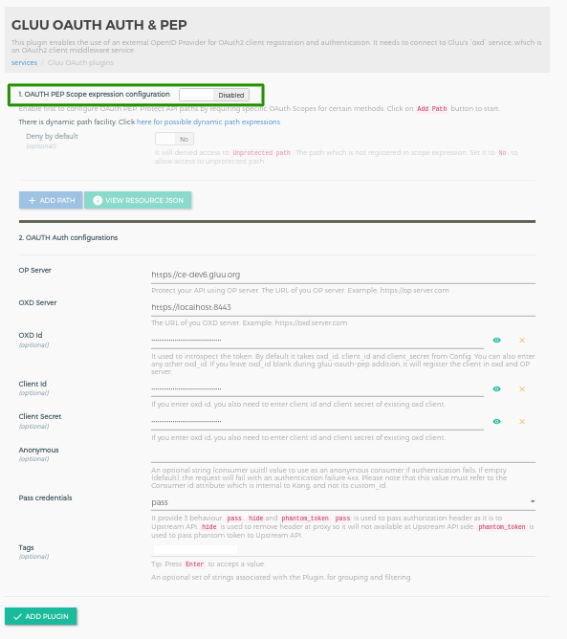 GLUU OAUTH AUTH & PEP
This plugin enables the use of an external OpenID Provider for OAuth2 client registration and authentication. It needs to connect to Gluu's `oxd` service, which is
an OAuth2 client middleware service.
services / Gluu OAuth plugins
1. OAUTH PEP Scope expression configuration Disabled
Enable first to configure OAUTH PEP. Protect API paths by requiring specific OAuth Scopes for certain methods. Click on Add Path button to start.
There is dynamic path facility. Click here for possible dynamic path expressions
Deny by default No
(optional)
It will denied access to Unprotected path. The path which is not registered in scope expression. Set it to No to
allow access to unprotected path
+ ADD PATH VIEW RESOURCE JSON
2. OAUTH Auth configurations
OP Server
https://ce-dev6.gluu.org
Protect your API using OP server. The URL of you OP server. Example: https://op.server.com
OXD Server
https://localhost:8443
The URL of you OXD server. Example: https://oxd.server.com
OXD Id
(optional)
It used to introspect the token. By default it takes oxd_id, client_id and client_secret from Config. You can also enter
any other oxd_id. If you leave oxd_id blank during gluu-oauth-pep addition, it will register the client in oxd and OP
server
Client Id
(optional)
If you enter oxd id, you also need to enter client id and client secret of existing oxd client.
Client Secret
(optional)
If you enter oxd id, you also need to enter client id and client secret of existing oxd client.
Anonymous
(optional)
An optional string (consumer uuid) value to use as an anonymous consumer if authentication fails. If empty
(default), the request will fail with an authentication failure 4xx. Please note that this value must refer to the
Consumer id attribute which is internal to Kong, and not its custom_id.
Pass credentials
pass
(optional)
It provide 3 behaviour pass hide and phantom_token. pass is used to pass authorization header as it is to
Upstream API. hide is used to remove header at proxy so it will not available at Upstream API side. phantom_token is
used to pass phantom token to Upstream API.
Tags
(optional)
Tip: Press Enter to accept a value.
An optional set of strings associated with the Plugin, for grouping and filtering.
ADD PLUGIN